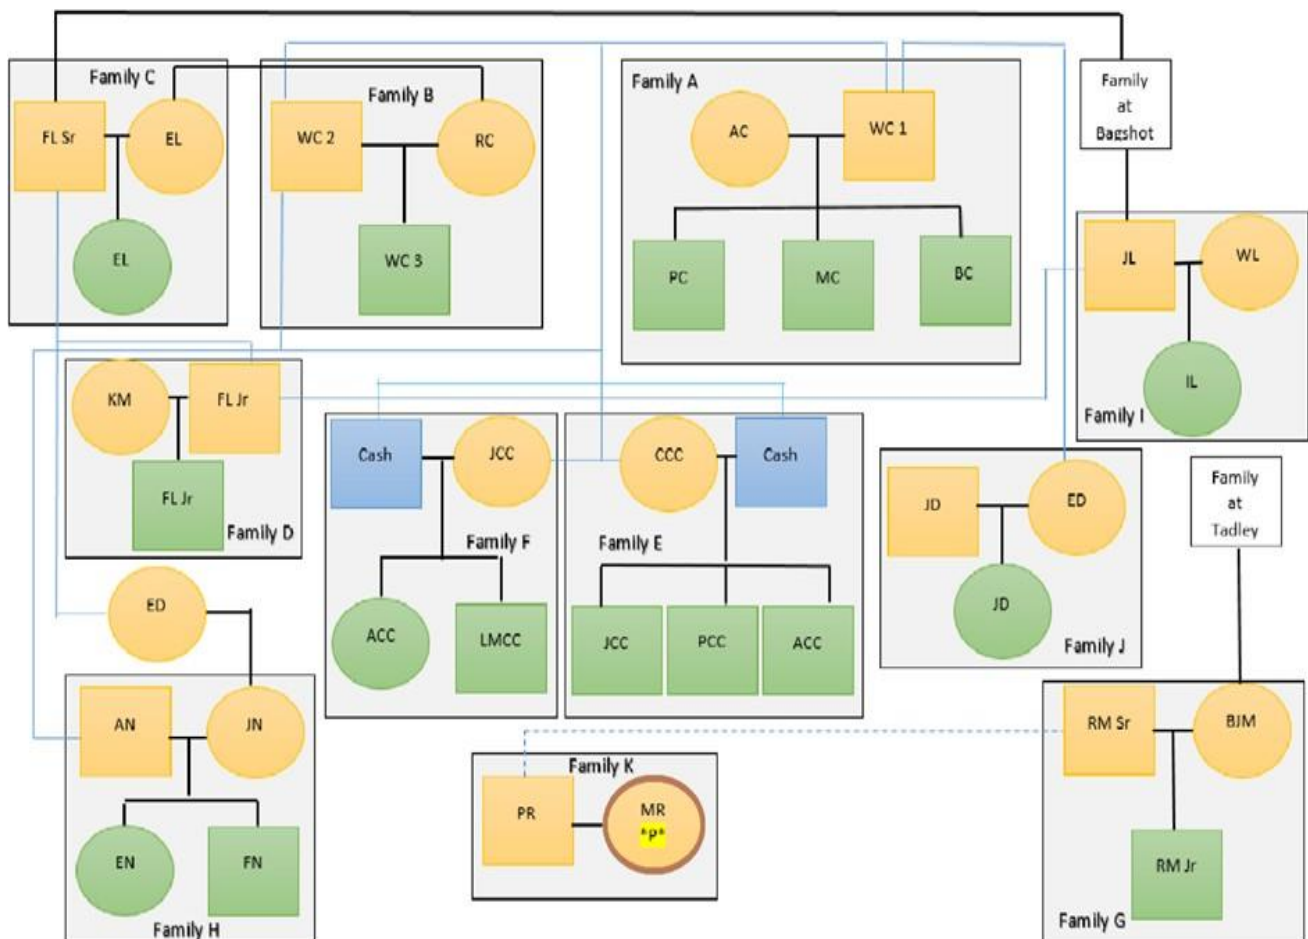 Family C
FL Sr
EL
EL
Family B
WC 2
RC
WC 3
Family A
AC
WC 1
PC
MC
BC
Family
at
Bagshot
JL
WL
IL
Family I
KM
FL Jr
FL Jr
Family D
Cash
JCC
Family F
ACC
LMCC
CCC
Cash
Family E
JCC
PCC
ACC
JD
ED
JD
Family J
Family
at
Tadley
ED
AN
JN
EN
FN
Family H
Family K
PR
MR
*P*
RM Sr
BJM
RM Jr
Family G